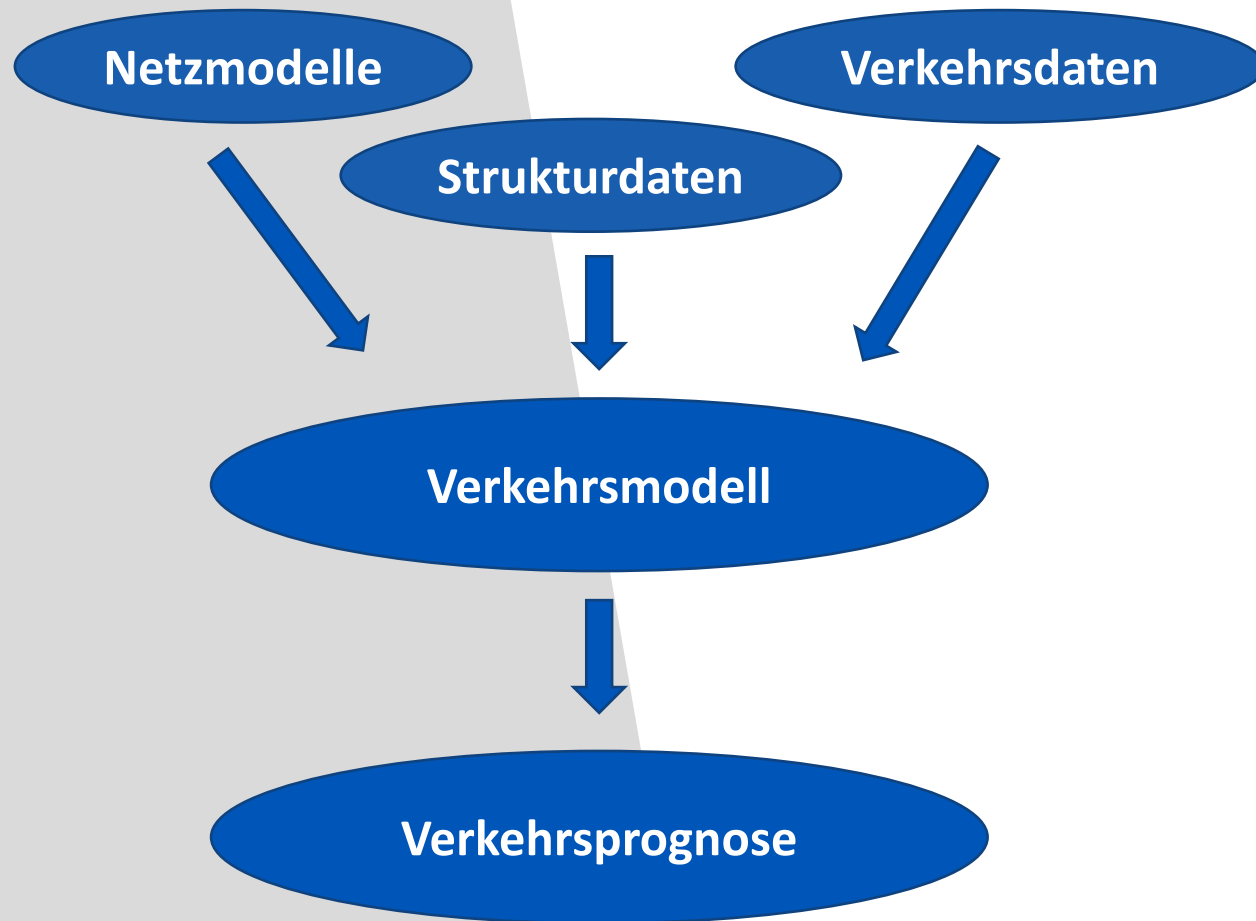 Netzmodelle
Verkehrsdaten
Strukturdaten
Verkehrsmodell
Verkehrsprognose